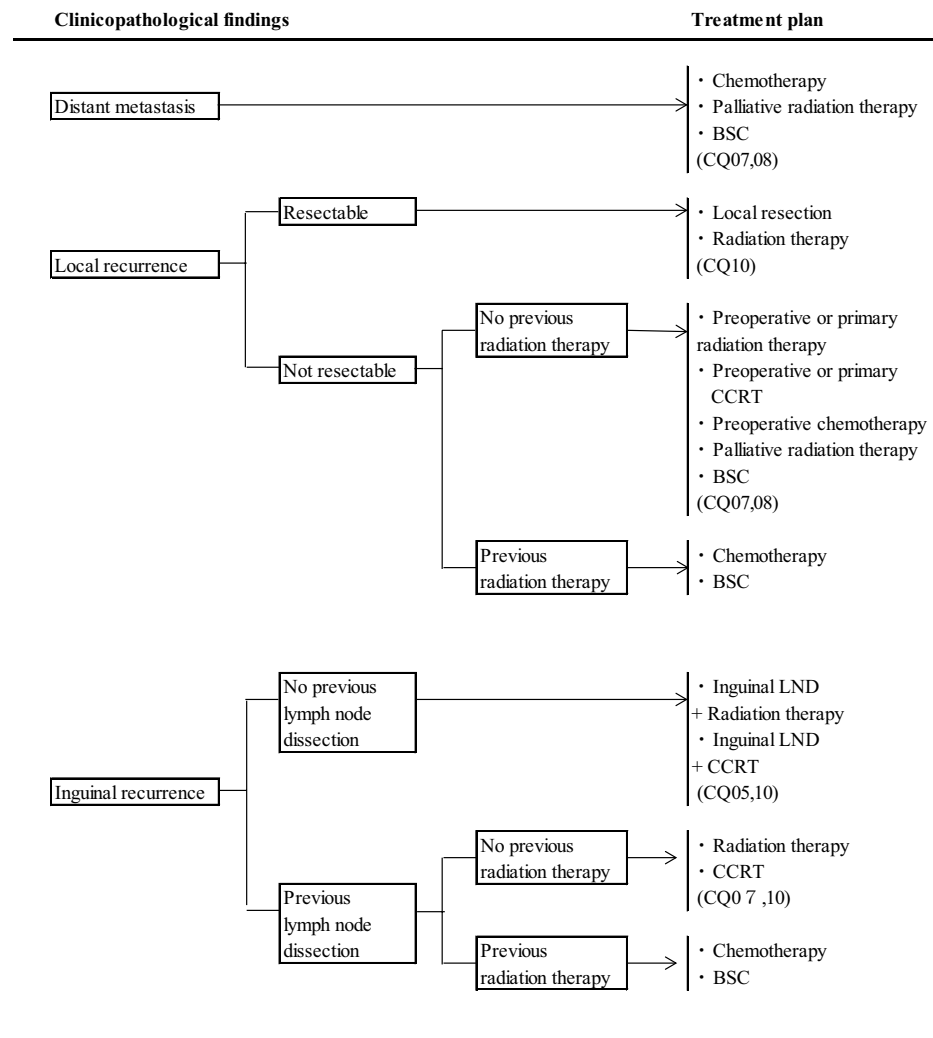 Clinicopathological findings
Treatment plan
Distant metastasis
・Chemotherapy
・Palliative radiation therapy
・BSC
(CQ07,08)
Local recurrence
Resectable
・Local resection
・Radiation therapy
(CQ10)
Not resectable
No previous
radiation therapy
・Preoperative or primary
radiation therapy
・Preoperative or primary
CCRT
・Preoperative chemotherapy
・Palliative radiation therapy
・BSC
(CQ07,08)
Previous
radiation therapy
・Chemotherapy
・BSC
Inguinal recurrence
No previous
lymph node
dissection
・Inguinal LND
+ Radiation therapy
・Inguinal LND
+ CCRT
(CQ05,10)
Previous
lymph node
dissection
No previous
radiation therapy
・Radiation therapy
・CCRT
(CQ0７,10)
Previous
radiation therapy
・Chemotherapy
・BSC